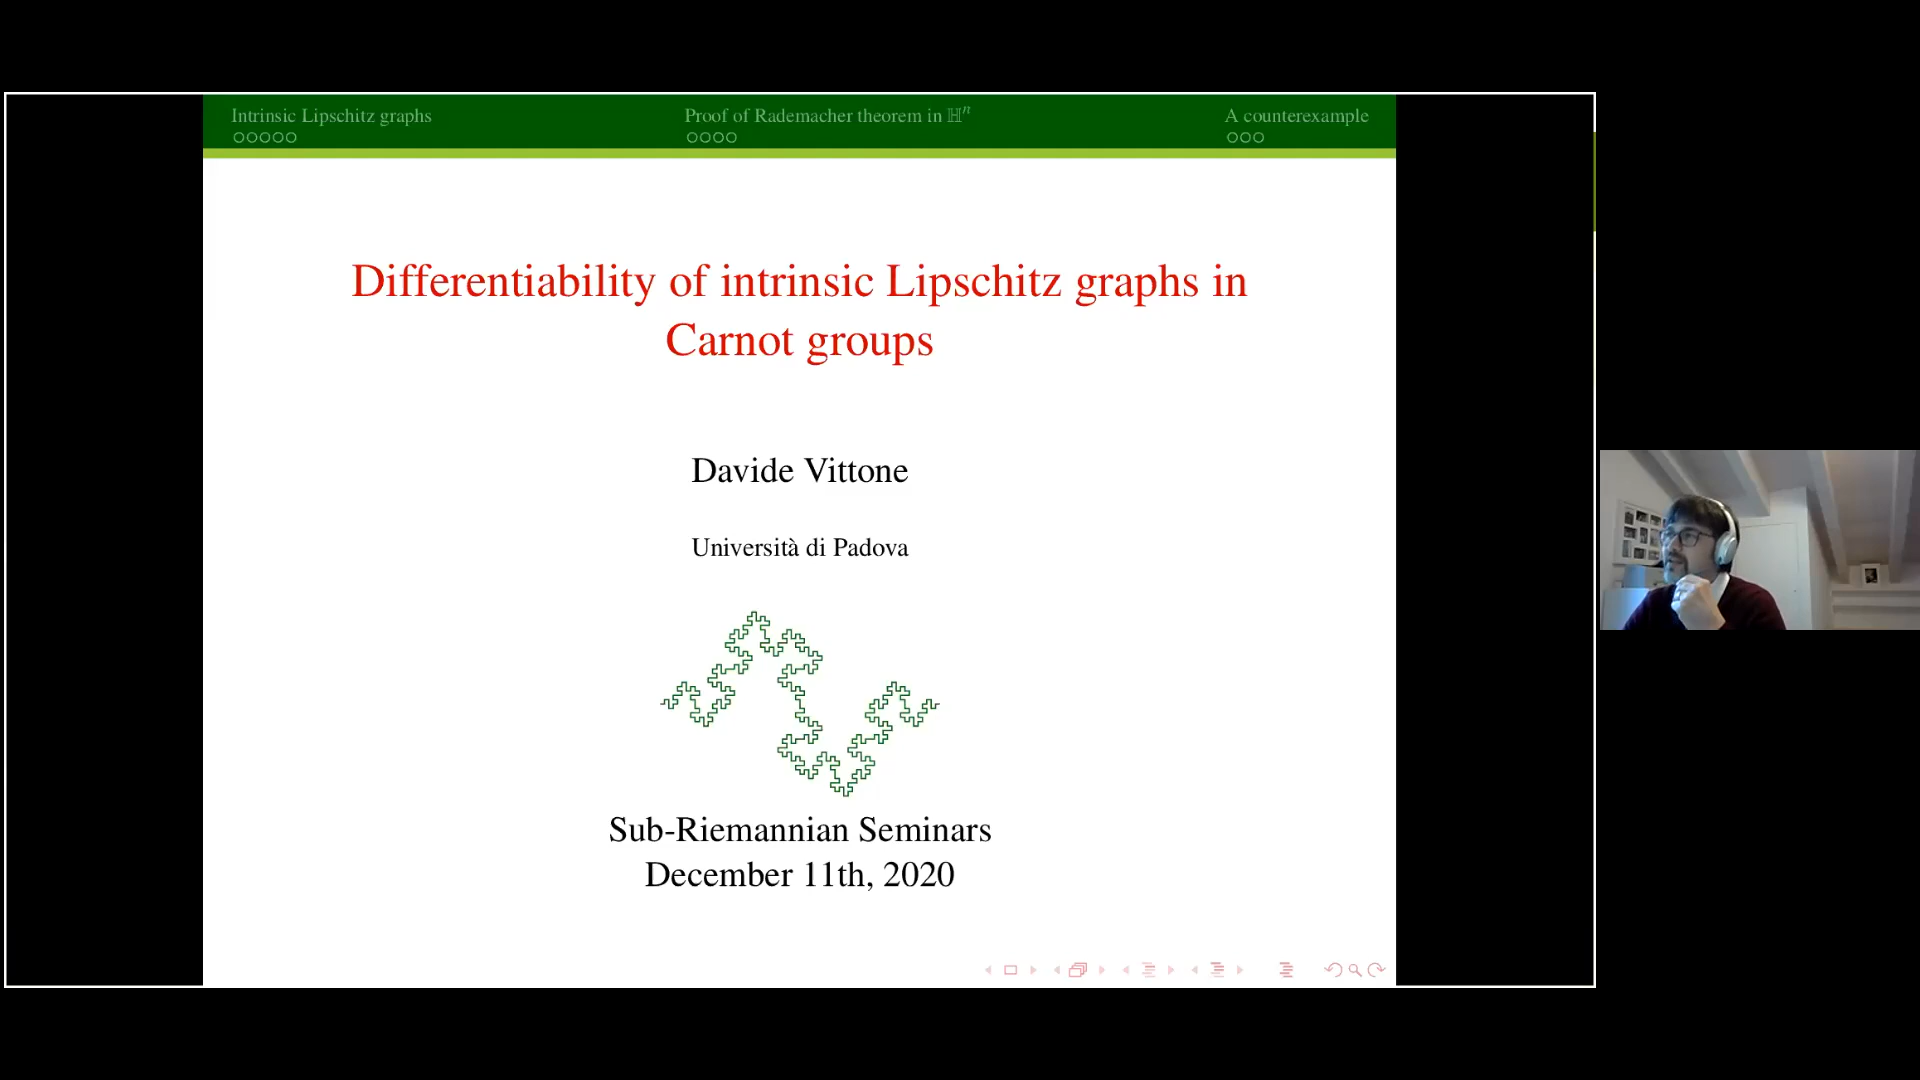 Intrinsic Lipschitz graphs
Proof of Rademacher theorem in ℍⁿ
A counterexample
Differentiability of intrinsic Lipschitz graphs in
Carnot groups
Davide Vittone
Università di Padova
Sub-Riemannian Seminars
December 11th, 2020